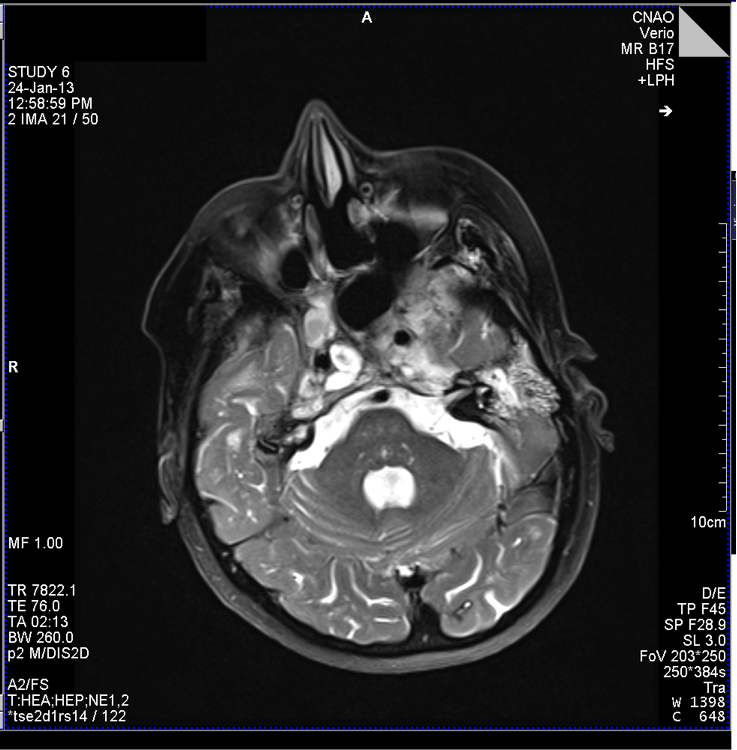 A
CNAO
Verio
MR B17
HFS
+LPH
STUDY 6
24-Jan-13
12:58:59 PM
2 IMA 21 / 50
R
10cm
MF 1.00
TR 7822.1
TE 76.0
TA 02:13
BW 260.0
p2 M/DIS2D
A2/FS
T:HEA;HEP;NE1,2
*tse2d1rs14 / 122
D/E
TP F45
SP F28.9
SL 3.0
FoV 203*250
250*384s
Tra
W 1398
C 648